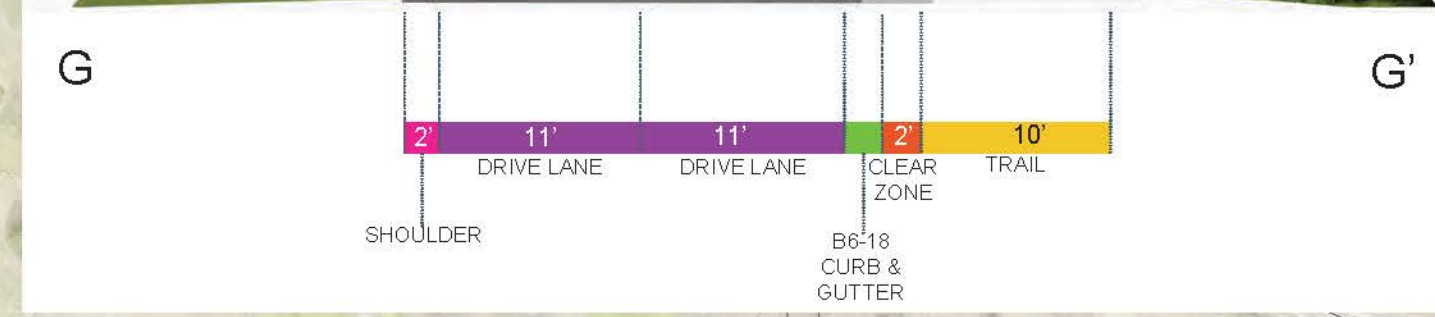 G
G’
2’
11’
11’
2’
10’
DRIVE LANE
DRIVE LANE
CLEAR
ZONE
TRAIL
SHOULDER
B6-18
CURB &
GUTTER